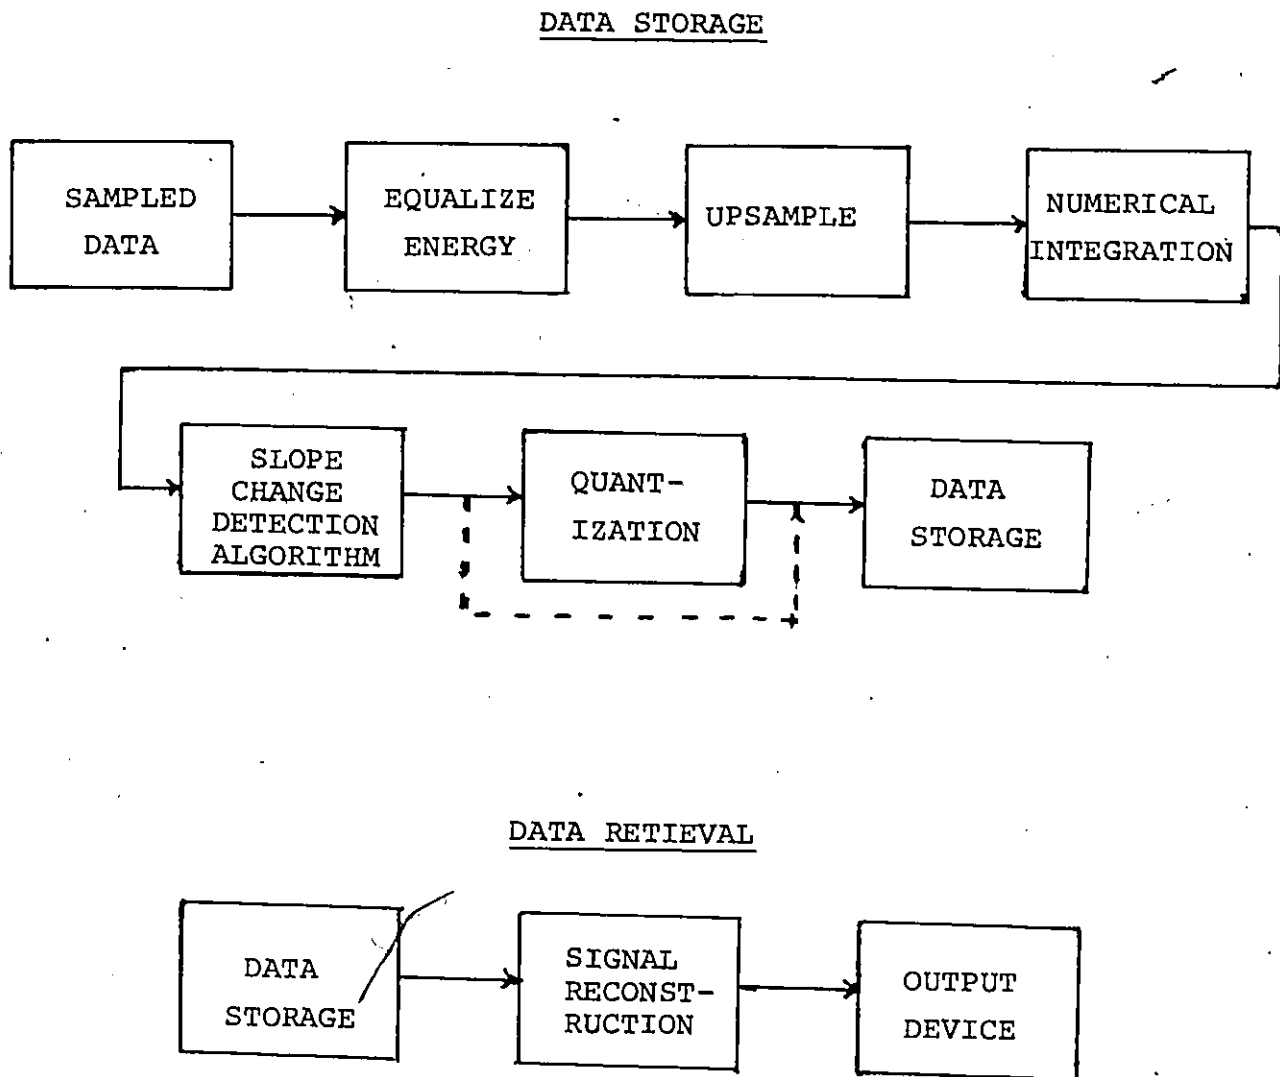 DATA STORAGE
SAMPLED
DATA
EQUALIZE
ENERGY
UPSAMPLE
NUMERICAL
INTEGRATION
SLOPE
CHANGE
DETECTION
ALGORITHM
QUANT-
IZATION
DATA
STORAGE
DATA RETIEVAL
DATA
STORAGE
SIGNAL
RECONST-
RUCTION
OUTPUT
DEVICE